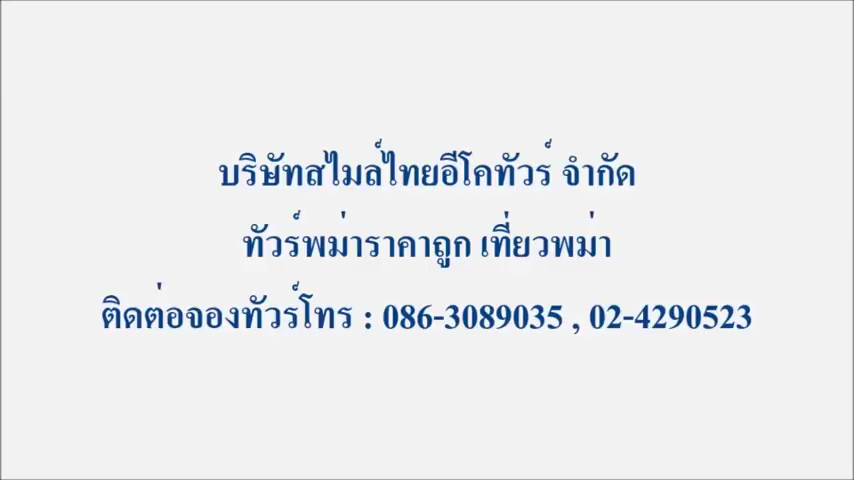 บริษัทสไมล์ไทยอีโคทัวร์ จำกัด
ทัวร์พม่าราคาถูก เที่ยวพม่า
ติดต่อจองทัวร์โทร : 086-3089035 , 02-4290523